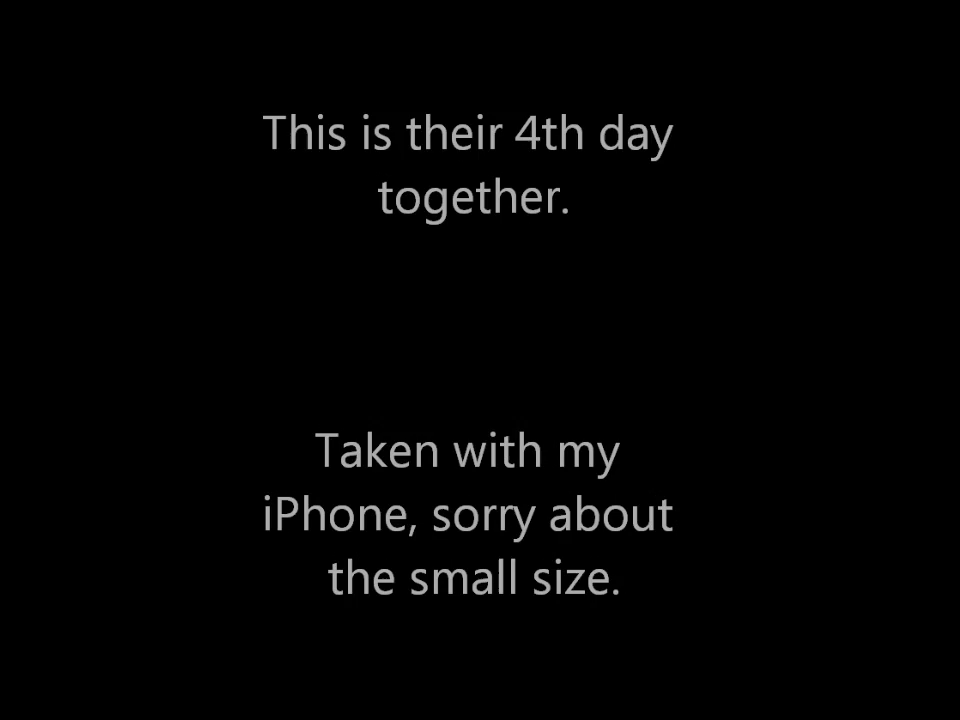 This is their 4th day
together.
Taken with my
iPhone, sorry about
the small size.